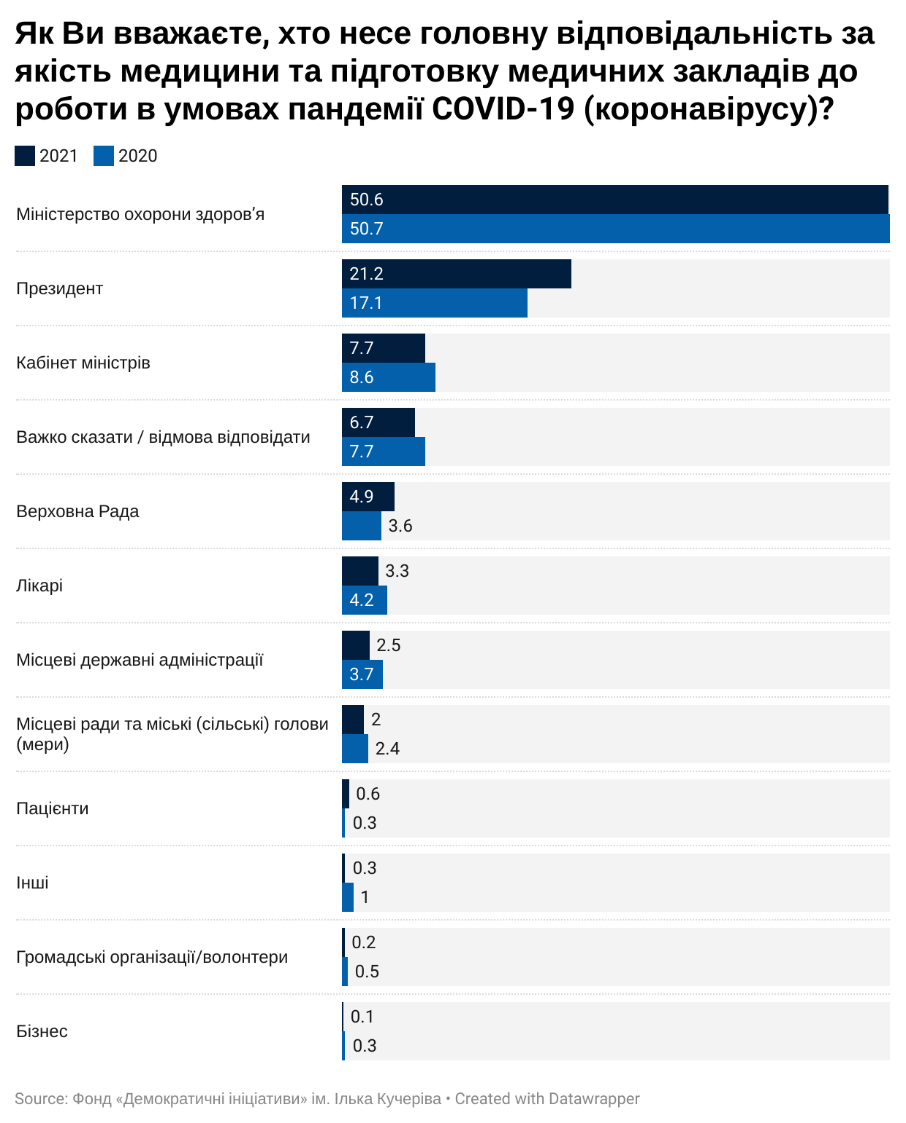 Як Ви вважаєте, хто несе головну відповідальність за
якість медицини та підготовку медичних закладів до
роботи в умовах пандемії COVID-19 (коронавірусу)?
2021 2020
Міністерство охорони здоров’я
50.6
50.7
Президент
21.2
17.1
Кабінет міністрів
7.7
8.6
Важко сказати / відмова відповідати
6.7
7.7
Верховна Рада
4.9
3.6
Лікарі
3.3
4.2
Місцеві державні адміністрації
2.5
3.7
Місцеві ради та міські (сільські) голови
(мери)
2
2.4
Пацієнти
0.6
0.3
Інші
0.3
1
Громадські організації/волонтери
0.2
0.5
Бізнес
0.1
0.3
Source: Фонд «Демократичні ініціативи» ім. Ілька Кучеріва • Created with Datawrapper